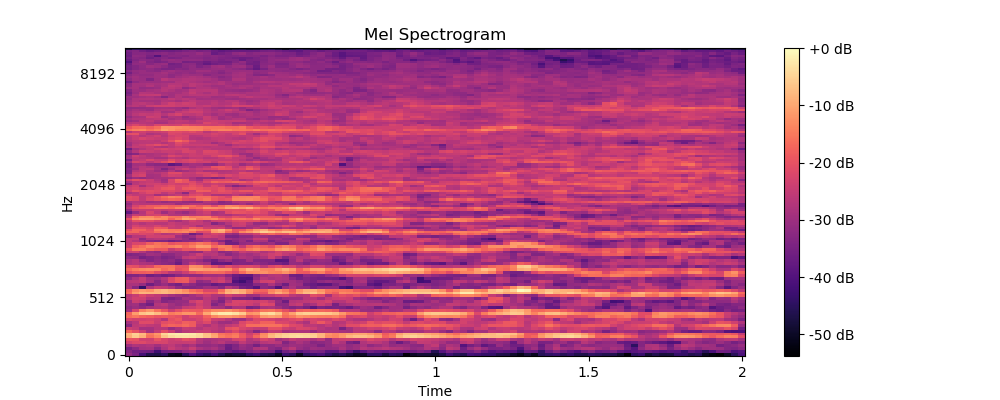 Mel Spectrogram
Hz
8192
4096
2048
1024
512
0
0 0.5 1 1.5 2
Time
+0 dB
-10 dB
-20 dB
-30 dB
-40 dB
-50 dB